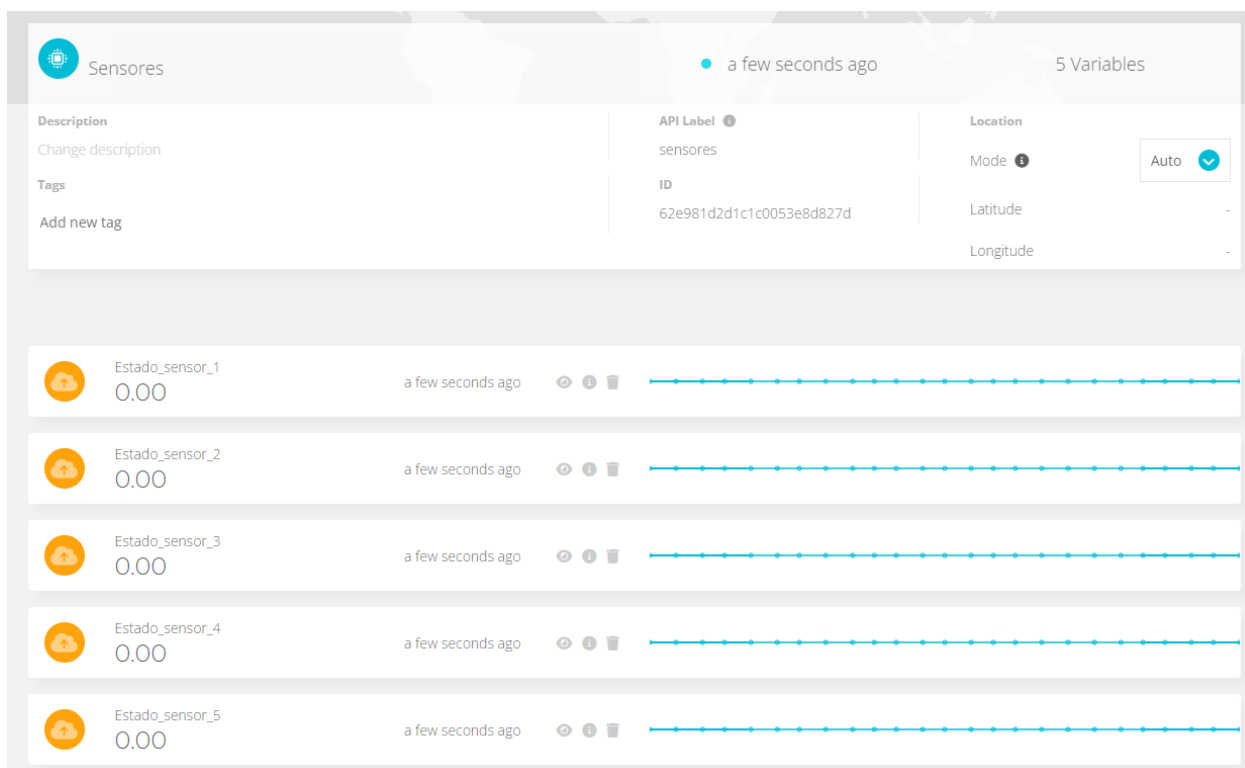 Sensores
a few seconds ago
5 Variables
Description
Change description
Tags
Add new tag
API Label
sensores
ID
62e981d2d1c1c0053e8d827d
Location
Mode
Auto
Latitude
-
Longitude
-
Estado_sensor_1
0.00
a few seconds ago
Estado_sensor_2
0.00
a few seconds ago
Estado_sensor_3
0.00
a few seconds ago
Estado_sensor_4
0.00
a few seconds ago
Estado_sensor_5
0.00
a few seconds ago